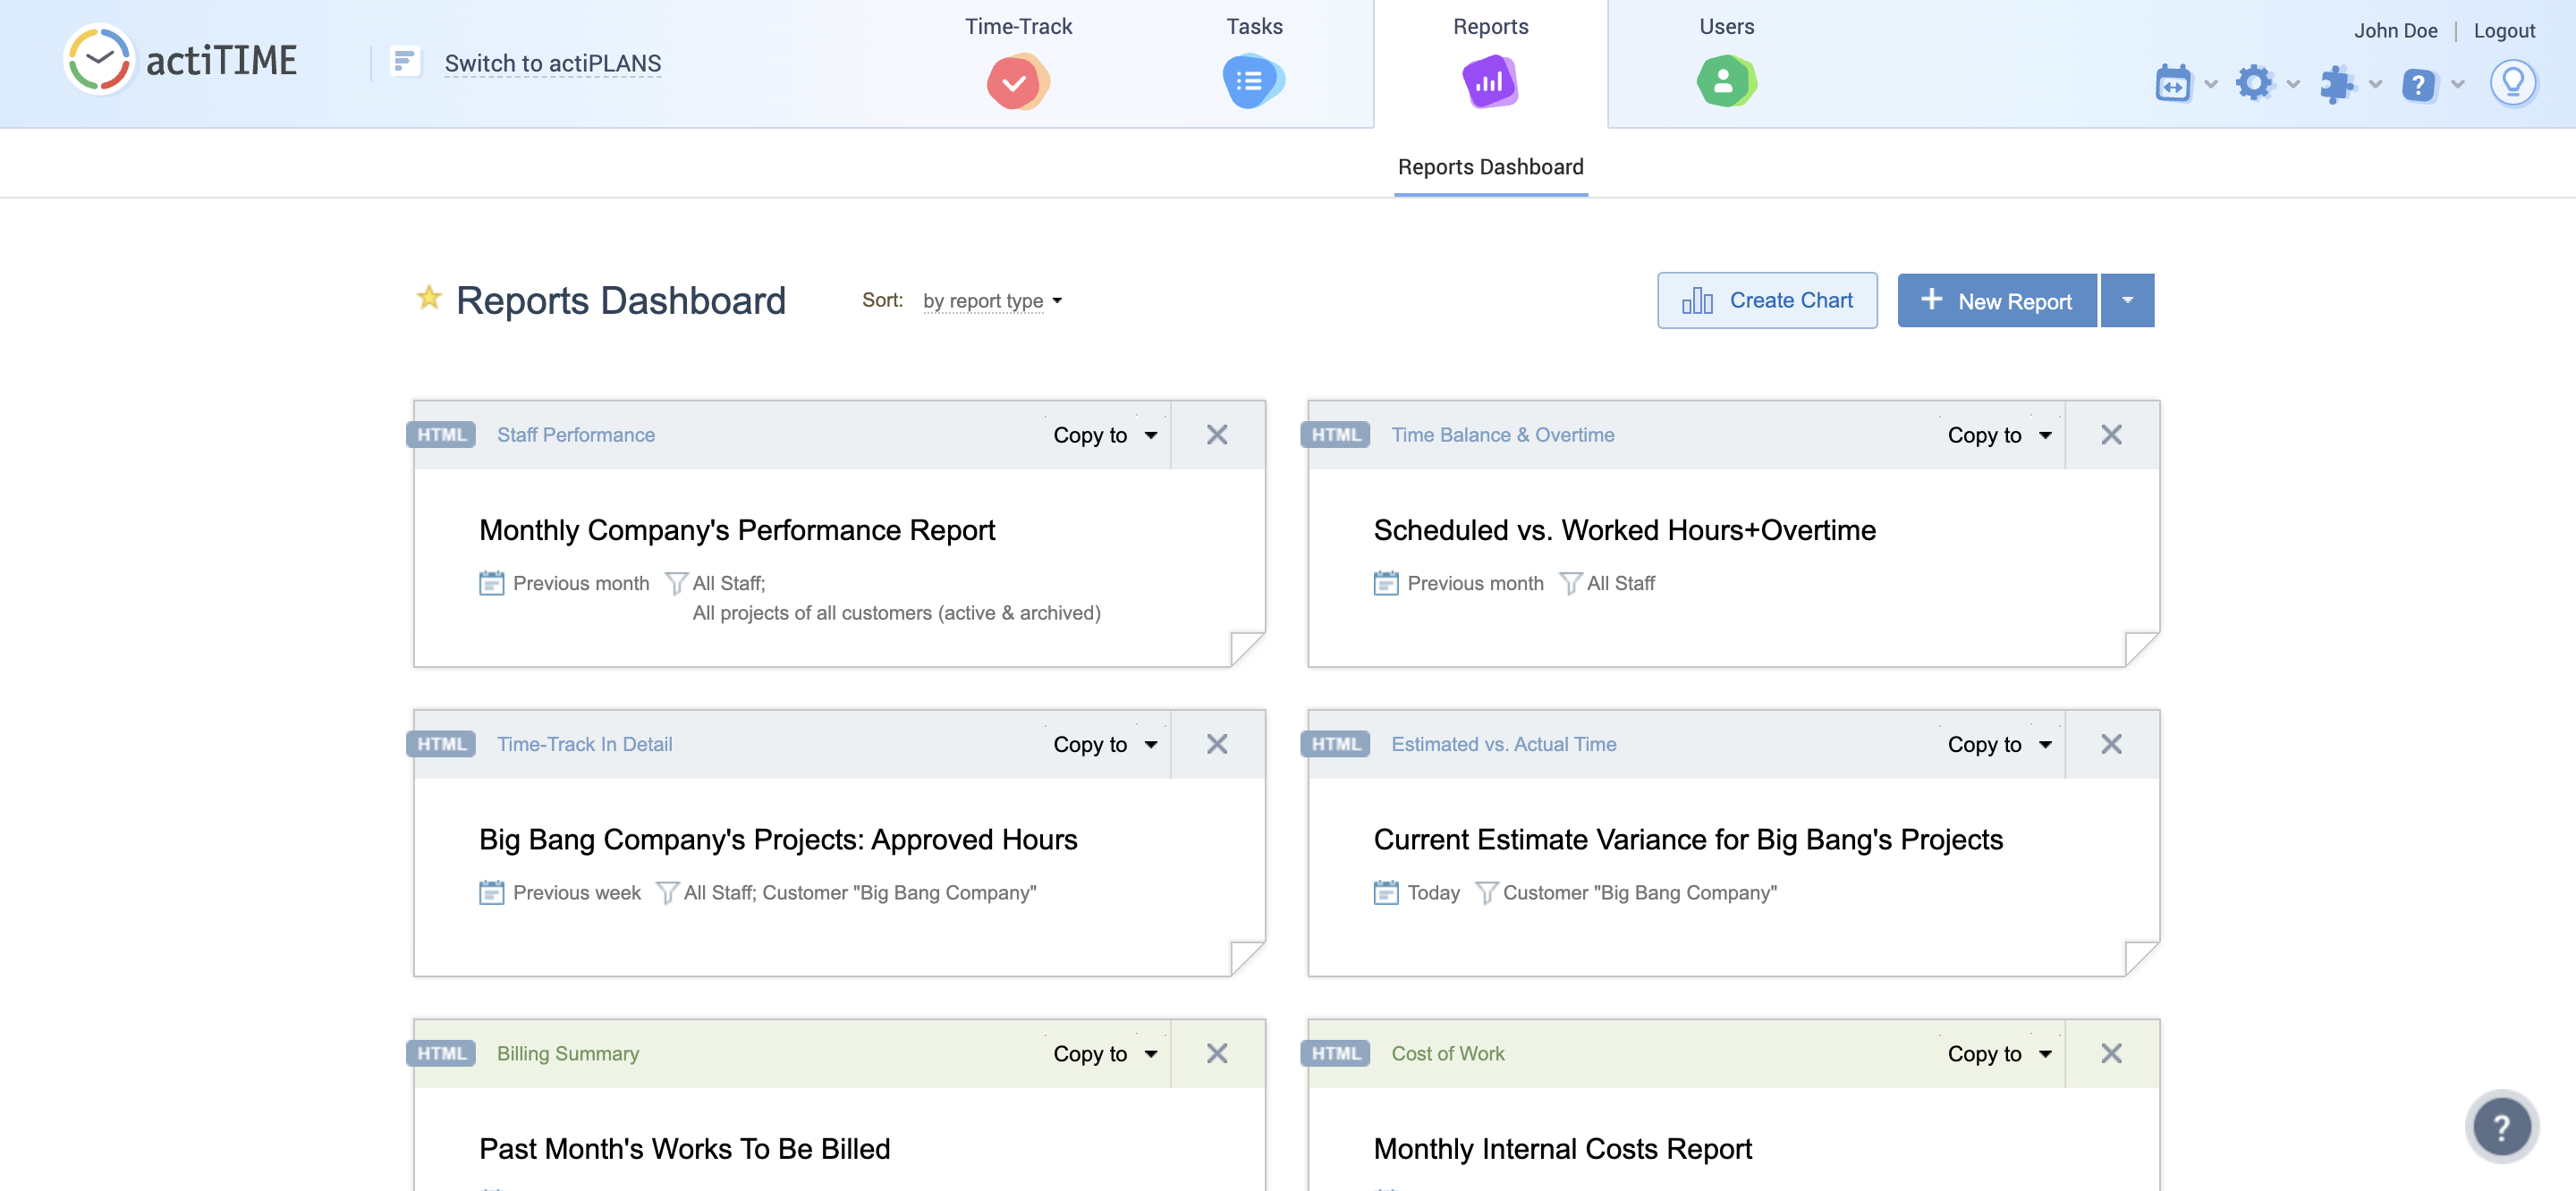 actiTIME
Switch to actiPLANS
Time-Track
Tasks
Reports
Users
John Doe | Logout
?
Reports Dashboard
Reports Dashboard
Sort: by report type
Create Chart
+ New Report
HTML Staff Performance Copy to
Monthly Company's Performance Report
Previous month All Staff;
All projects of all customers (active & archived)
HTML Time Balance & Overtime Copy to
Scheduled vs. Worked Hours+Overtime
Previous month All Staff
HTML Time-Track In Detail Copy to
Big Bang Company's Projects: Approved Hours
Previous week All Staff; Customer "Big Bang Company"
HTML Estimated vs. Actual Time Copy to
Current Estimate Variance for Big Bang's Projects
Today Customer "Big Bang Company"
HTML Billing Summary Copy to
Past Month's Works To Be Billed
HTML Cost of Work Copy to
Monthly Internal Costs Report
?